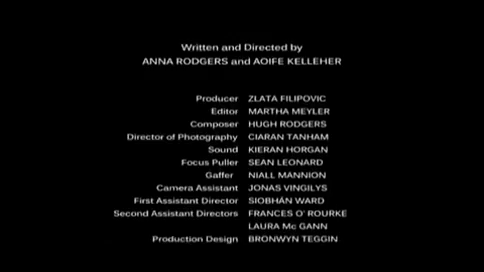 Written and Directed by
ANNA RODGERS and AOIFE KELLEHER
Producer ZLATA FILIPOVIC
Editor MARTHA MEYLER
Composer HUGH RODGERS
Director of Photography CIARAN TANHAM
Sound KIERAN HORGAN
Focus Puller SEAN LEONARD
Gaffer NIALL MANNION
Camera Assistant JONAS VINGILYS
First Assistant Director SIOBHÁN WARD
Second Assistant Directors FRANCES O' ROURKE
LAURA Mc GANN
Production Design BRONWYN TEGGIN